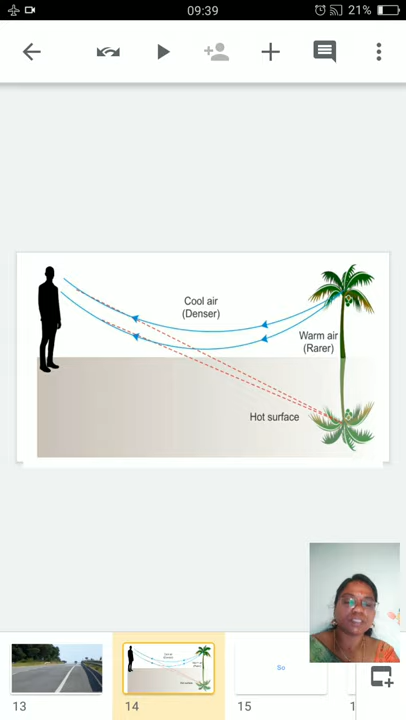 09:39
21%
Cool air
(Denser)
Warm air
(Rarer)
Hot surface
So
13
14
15